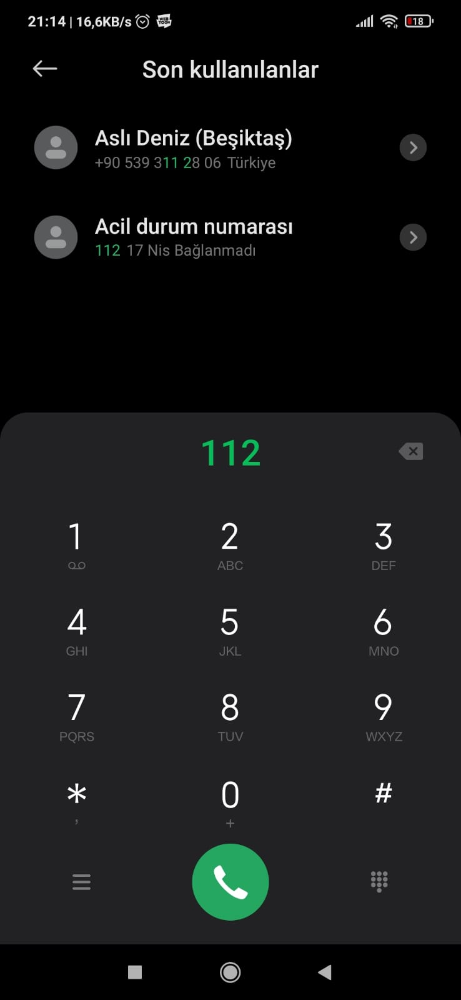 21:14 | 16,6KB/s WEB TOON 18
Son kullanılanlar
Aslı Deniz (Beşiktaş)
+90 539 311 28 06 Türkiye
Acil durum numarası
112 17 Nis Bağlanmadı
112
1 2 3
ABC DEF
4 5 6
GHI JKL MNO
7 8 9
PQRS TUV WXYZ
* 0 #
, +